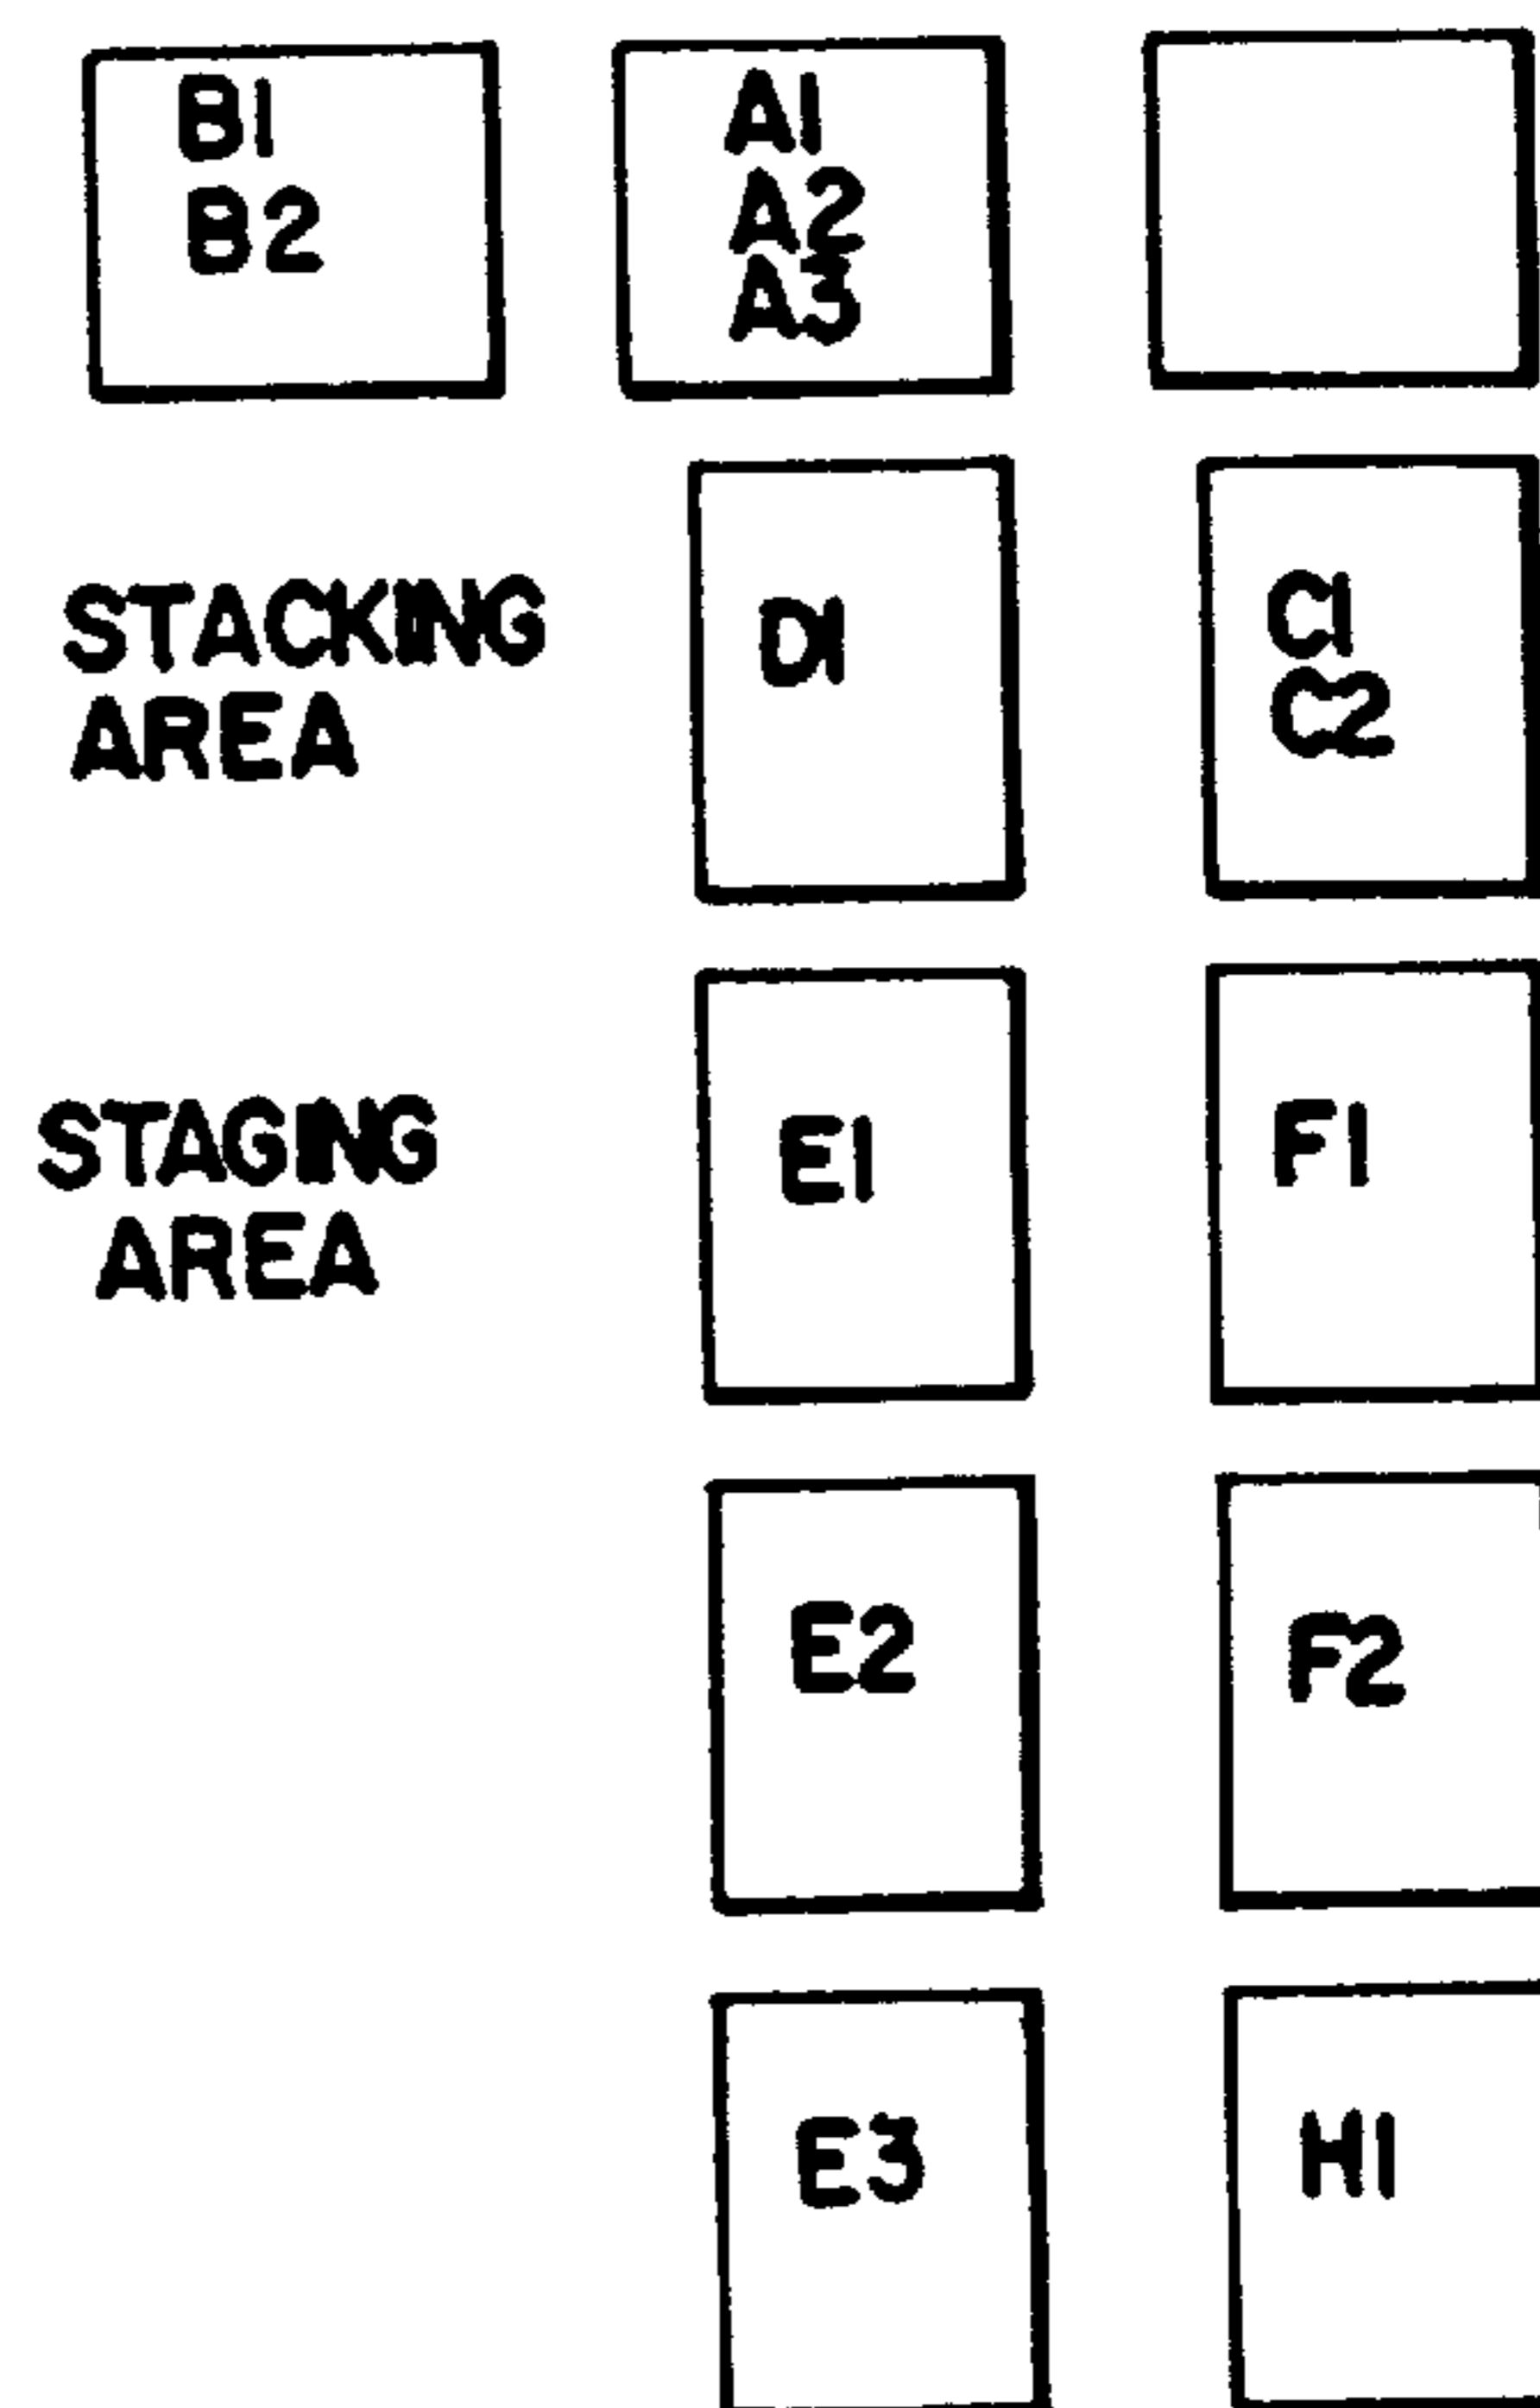 B1
B2
A1
A2
A3
STACKING
AREA
D1
C1
C2
STAGING
AREA
E1
F1
E2
F2
E3
H1